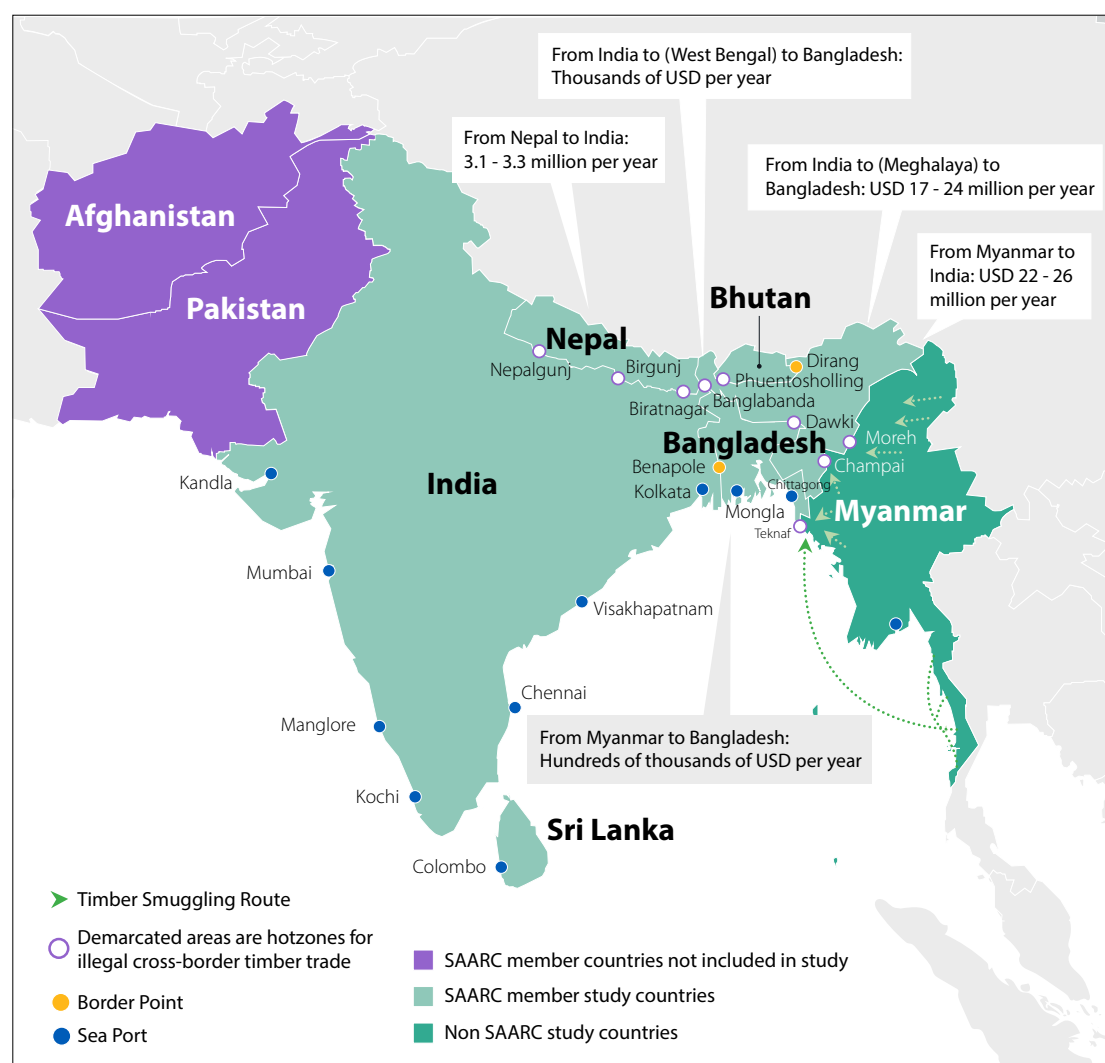 From India to (West Bengal) to Bangladesh:
Thousands of USD per year
From Nepal to India:
3.1 - 3.3 million per year
From India to (Meghalaya) to
Bangladesh: USD 17 - 24 million per year
From Myanmar to
India: USD 22 - 26
million per year
Afghanistan
Pakistan
Bhutan
Nepal
Nepalgunj
Birgunj
Dirang
Phuentosholling
Biratnagar
Banglabanda
Dawki
Bangladesh
Moreh
Champai
Benapole
Kandla
India
Kolkata
Chittagong
Mongla
Myanmar
Teknaf
Mumbai
Visakhapatnam
Chennai
Manglore
From Myanmar to Bangladesh:
Hundreds of thousands of USD per year
Kochi
Sri Lanka
Colombo
Timber Smuggling Route
Demarcated areas are hotzones for
illegal cross-border timber trade
Border Point
Sea Port
SAARC member countries not included in study
SAARC member study countries
Non SAARC study countries